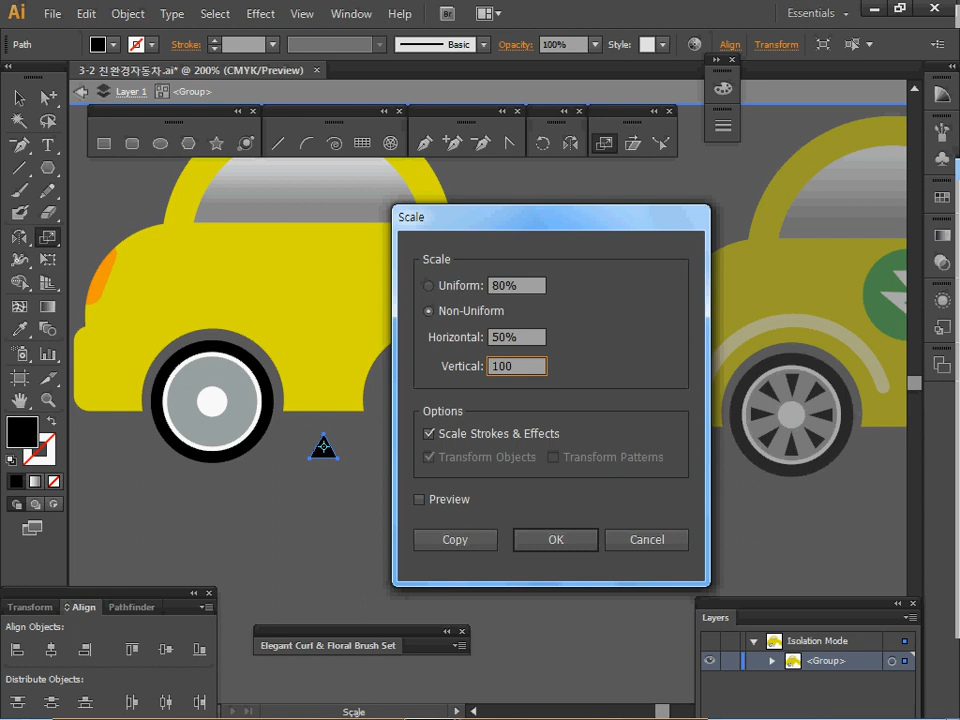 Ai File Edit Object Type Select Effect View Window Help Br Essentials
Path Stroke: Basic Opacity: 100% Style: Align Transform
3-2 친환경자동차.ai* @ 200% (CMYK/Preview) ×
Layer 1 <Group>
Scale
Scale
Uniform: 80%
Non-Uniform
Horizontal: 50%
Vertical: 100
Options
Scale Strokes & Effects
Transform Objects Transform Patterns
Preview
Copy OK Cancel
Transform Align Pathfinder
Align Objects:
Distribute Objects:
Elegant Curl & Floral Brush Set
Layers
Isolation Mode
<Group>
Scale